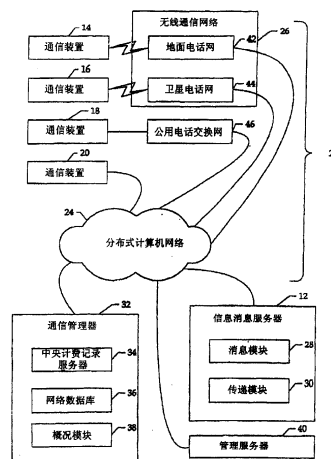 无线通信网络
26
14
通信装置
42
地面电话网
16
通信装置
44
卫星电话网
18
通信装置
46
公用电话交换网
20
通信装置
24
分布式计算机网络
32
通信管理器
中央计费记录
服务器
34
网络数据库
36
概况模块
38
12
信息消息服务器
消息模块
28
传递模块
30
40
管理服务器